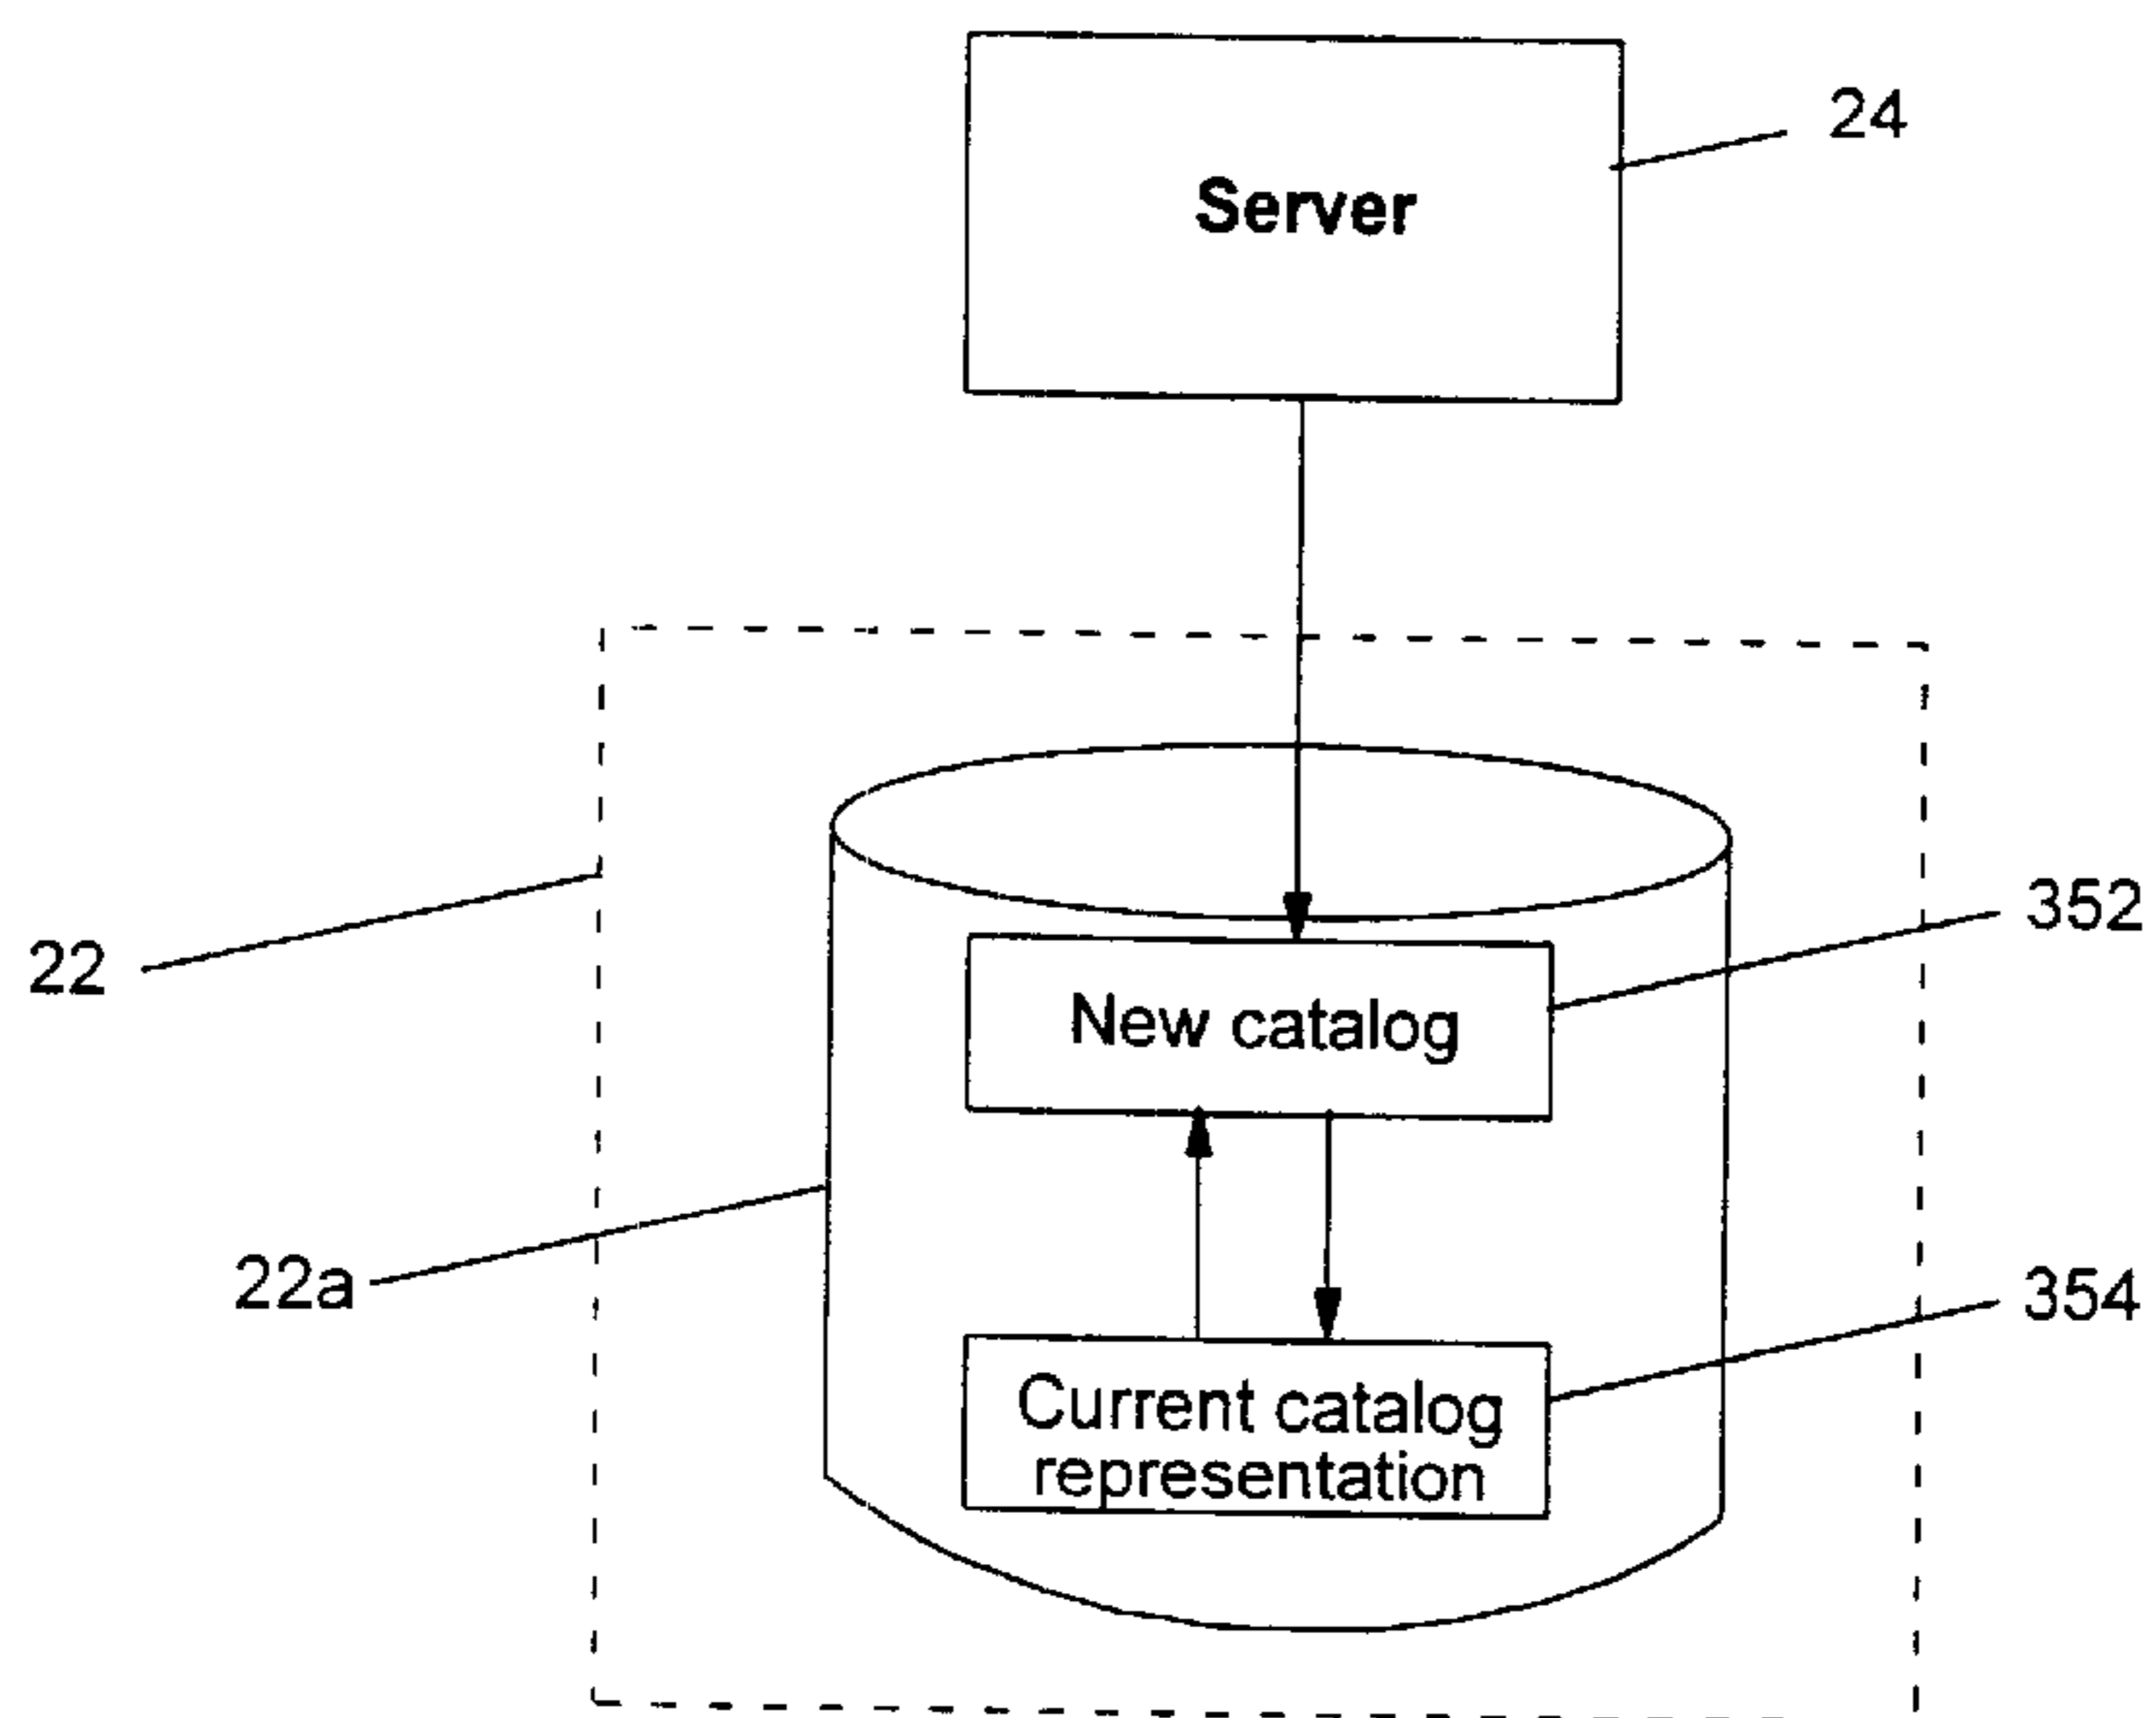 24
Server
352
22
New catalog
22a
354
Current catalog
representation